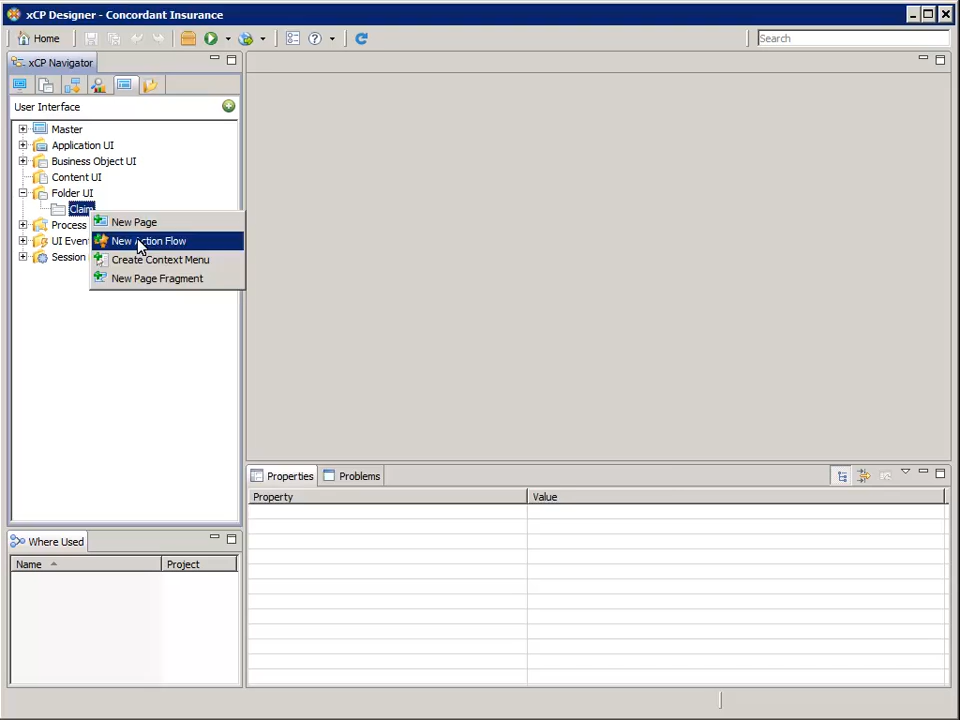 xCP Designer - Concordant Insurance
Home
Search
xCP Navigator
User Interface
Master
Application UI
Business Object UI
Content UI
Folder UI
Claim
New Page
Process
New Action Flow
UI Even
Create Context Menu
Session
New Page Fragment
Properties
Problems
Property
Value
Where Used
Name
Project